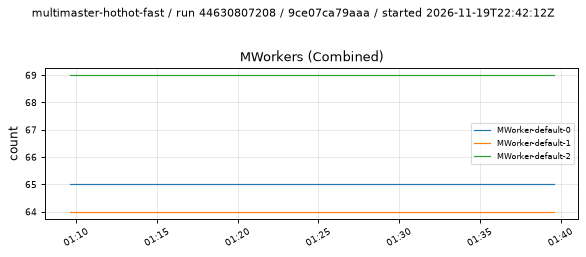 multimaster-hothot-fast / run 44630807208 / 9ce07ca79aaa / started 2026-11-19T22:42:12Z
MWorkers (Combined)
69
68
67
66
65
64
count
MWorker-default-0
MWorker-default-1
MWorker-default-2
01:10
01:15
01:20
01:25
01:30
01:35
01:40